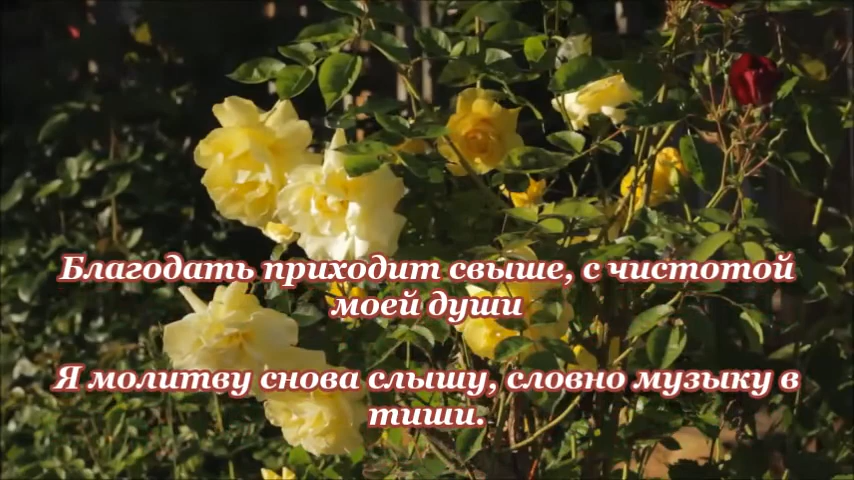 Благодать приходит свыше, с чистотой
моей души
Я молитву снова слышу, словно музыку в
тиши.